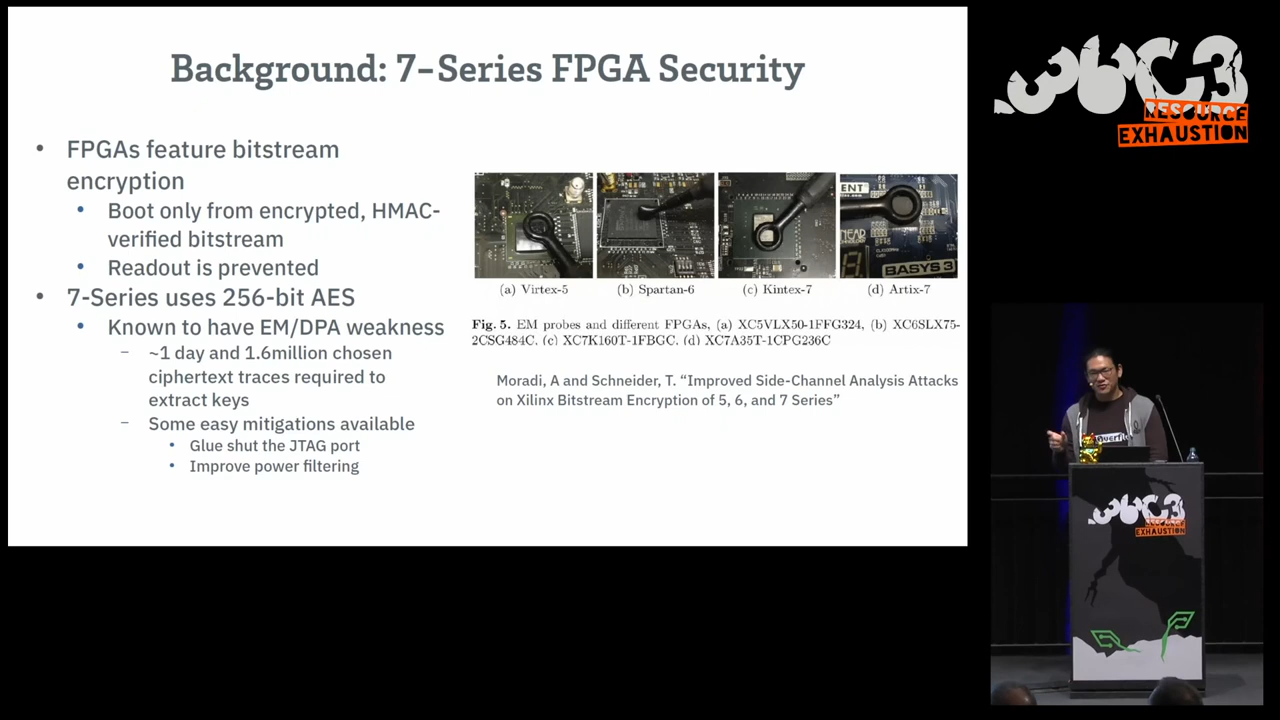 Background: 7-Series FPGA Security
• FPGAs feature bitstream
encryption
• Boot only from encrypted, HMAC-
verified bitstream
• Readout is prevented
• 7-Series uses 256-bit AES
• Known to have EM/DPA weakness
– ~1 day and 1.6million chosen
ciphertext traces required to
extract keys
– Some easy mitigations available
• Glue shut the JTAG port
• Improve power filtering
ENT
BASYS 3
(a) Virtex-5 (b) Spartan-6 (c) Kintex-7 (d) Artix-7
Fig. 5. EM probes and different FPGAs, (a) XC5VLX50-1FFG324, (b) XC6SLX75-
2CSG484C, (c) XC7K160T-1FBGC, (d) XC7A35T-1CPG236C
Moradi, A and Schneider, T. “Improved Side-Channel Analysis Attacks
on Xilinx Bitstream Encryption of 5, 6, and 7 Series”
36C3
RESOURCE
EXHAUSTION
36C3
RESOURCE
EXHAUSTION